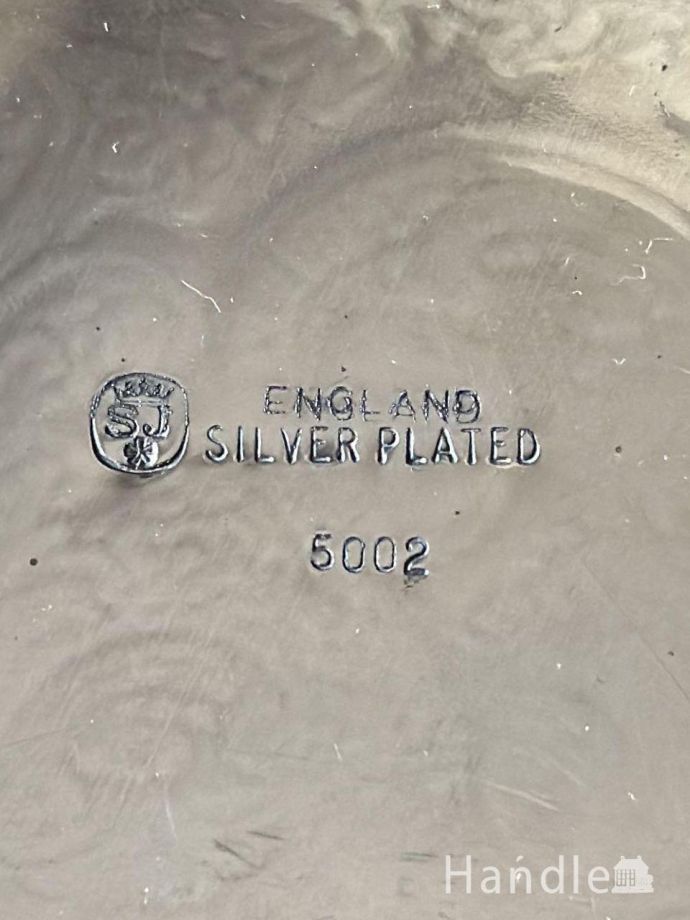 SJ
ENGLAND
SILVER PLATED
5002
Handle